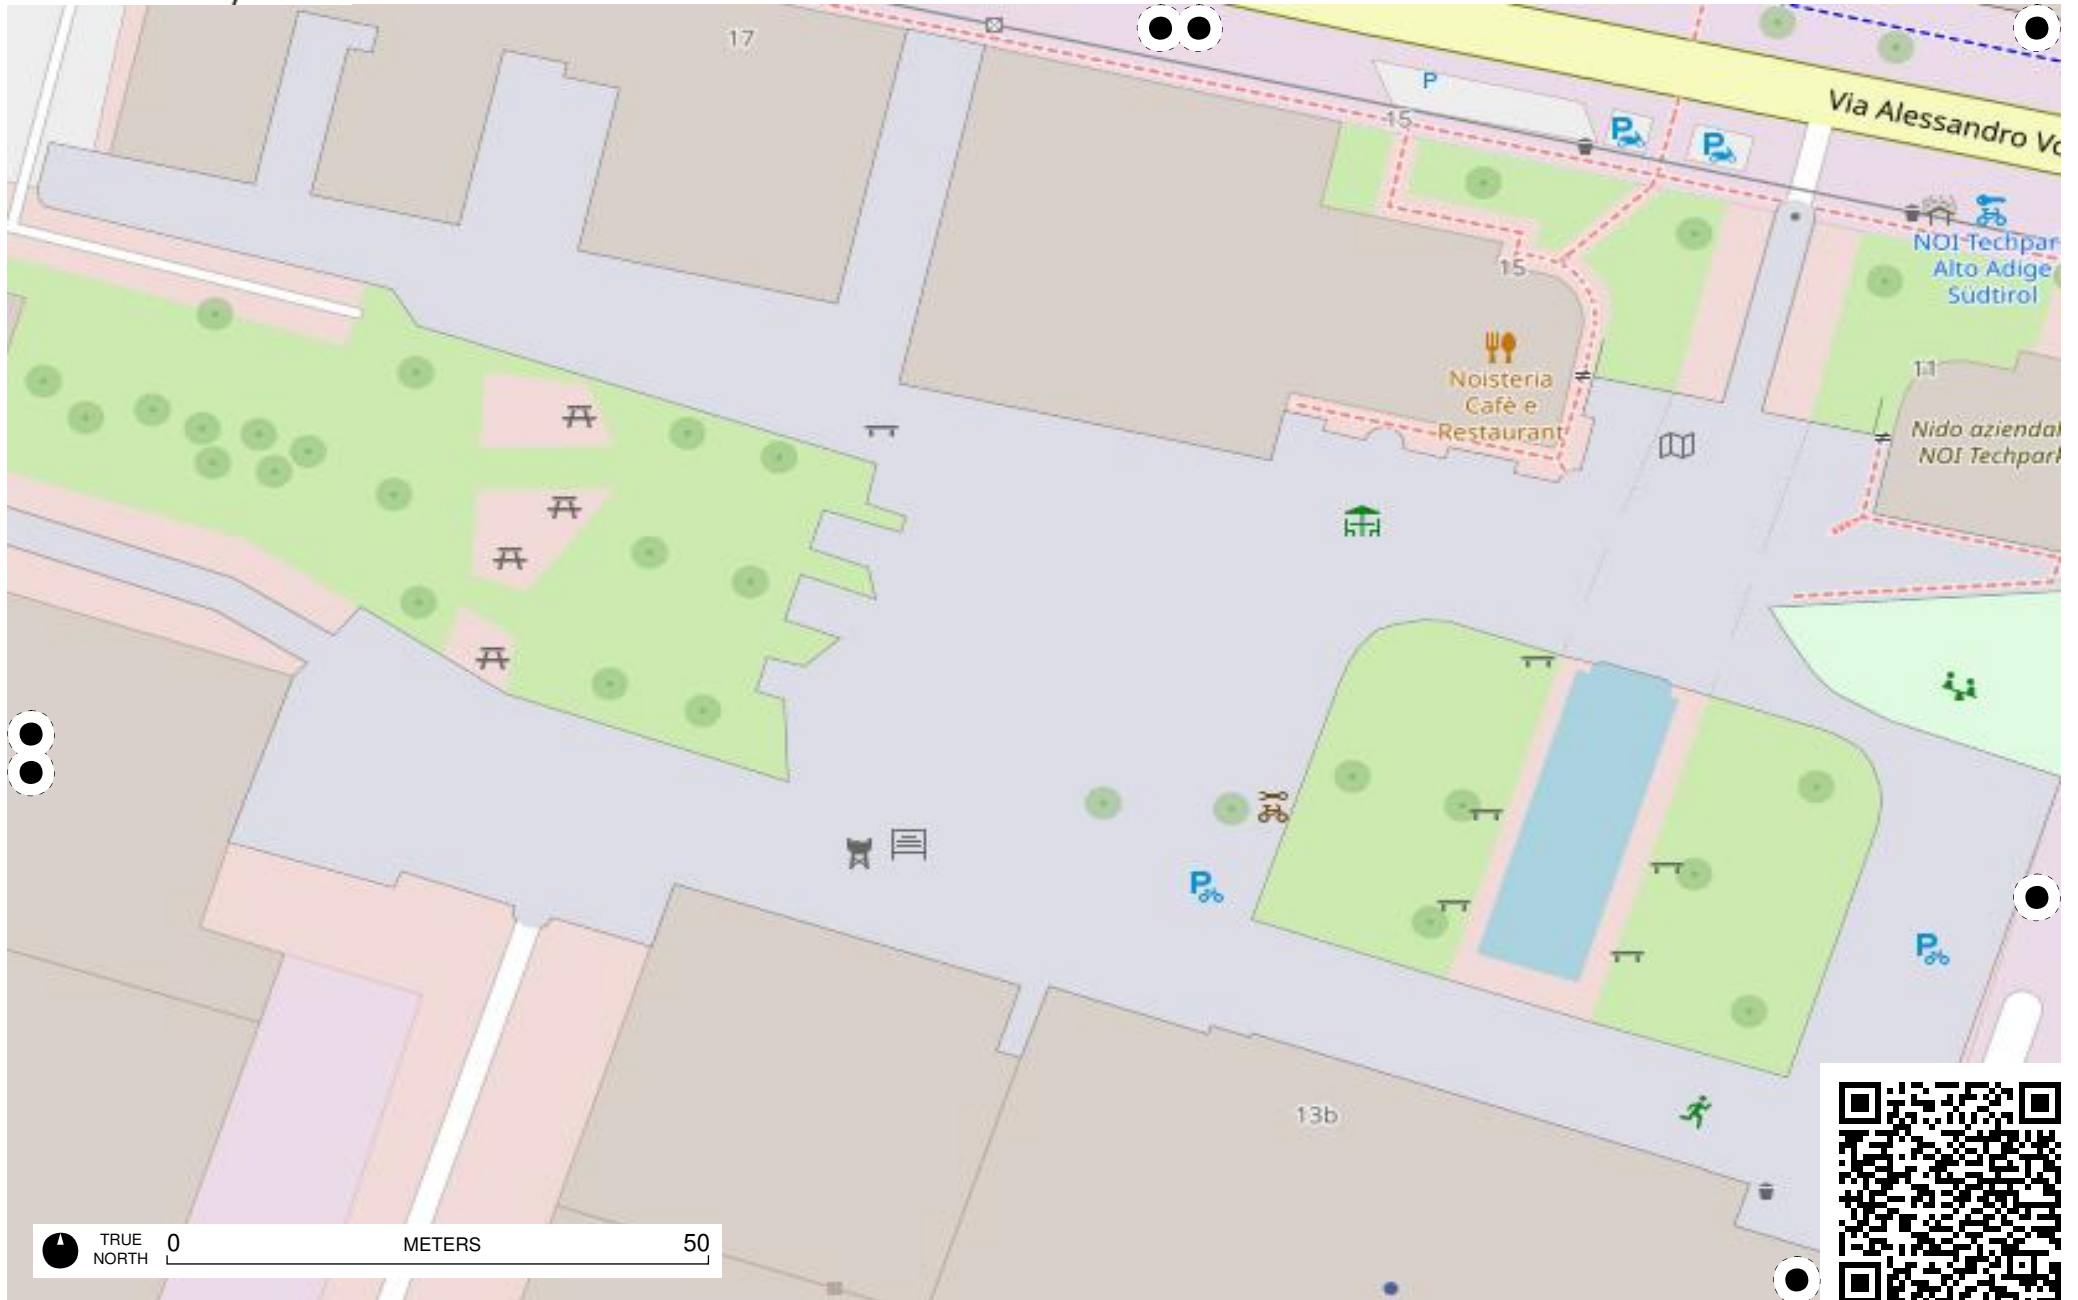 17
P
15
Via Alessandro Vo
P
P
NOI Techpar
Alto Adige
Südtirol
15
11
Noisteria
Cafè e
Restaurant
Nido aziendal
NOI Techpark
P
P
13b
TRUE
NORTH
0
METERS
50